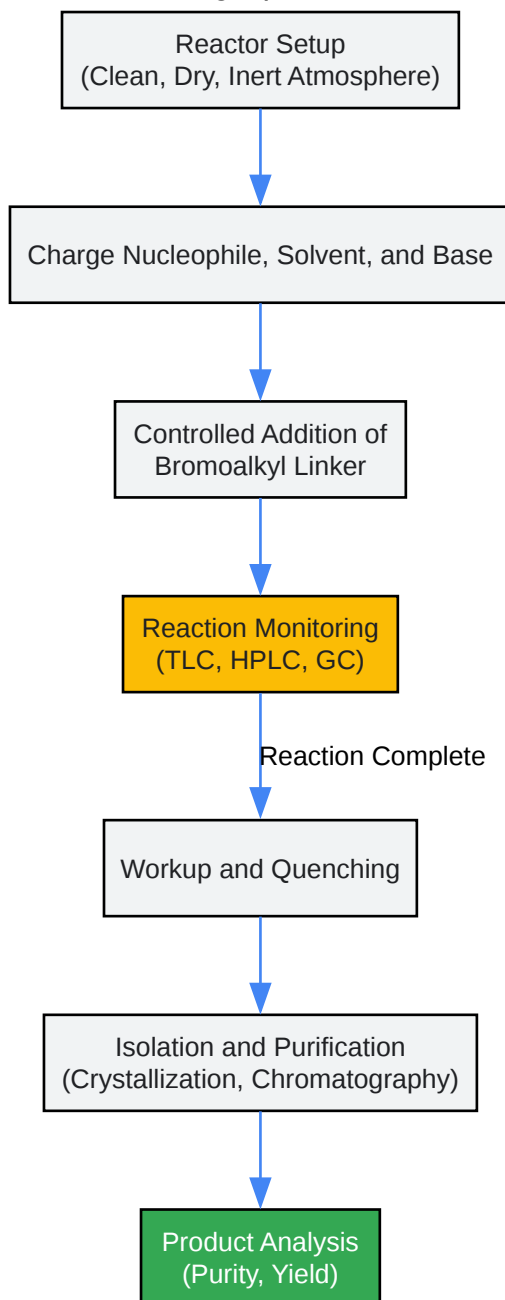 Reactor Setup
(Clean, Dry, Inert Atmosphere)
Charge Nucleophile, Solvent, and Base
Controlled Addition of
Bromoalkyl Linker
Reaction Monitoring
(TLC, HPLC, GC)
Reaction Complete
Workup and Quenching
Isolation and Purification
(Crystallization, Chromatography)
Product Analysis
(Purity, Yield)